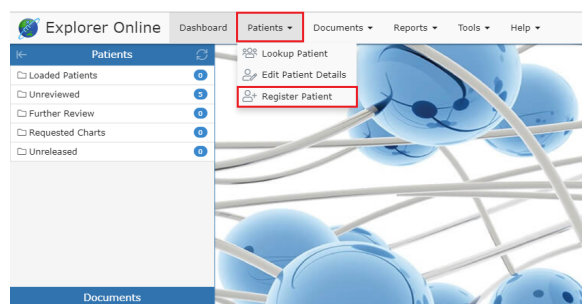 Explorer Online
Dashboard Patients Documents Reports Tools Help
Patients
Loaded Patients 0
Unreviewed 5
Further Review 0
Requested Charts 0
Unreleased 0
Lookup Patient
Edit Patient Details
Register Patient
Documents